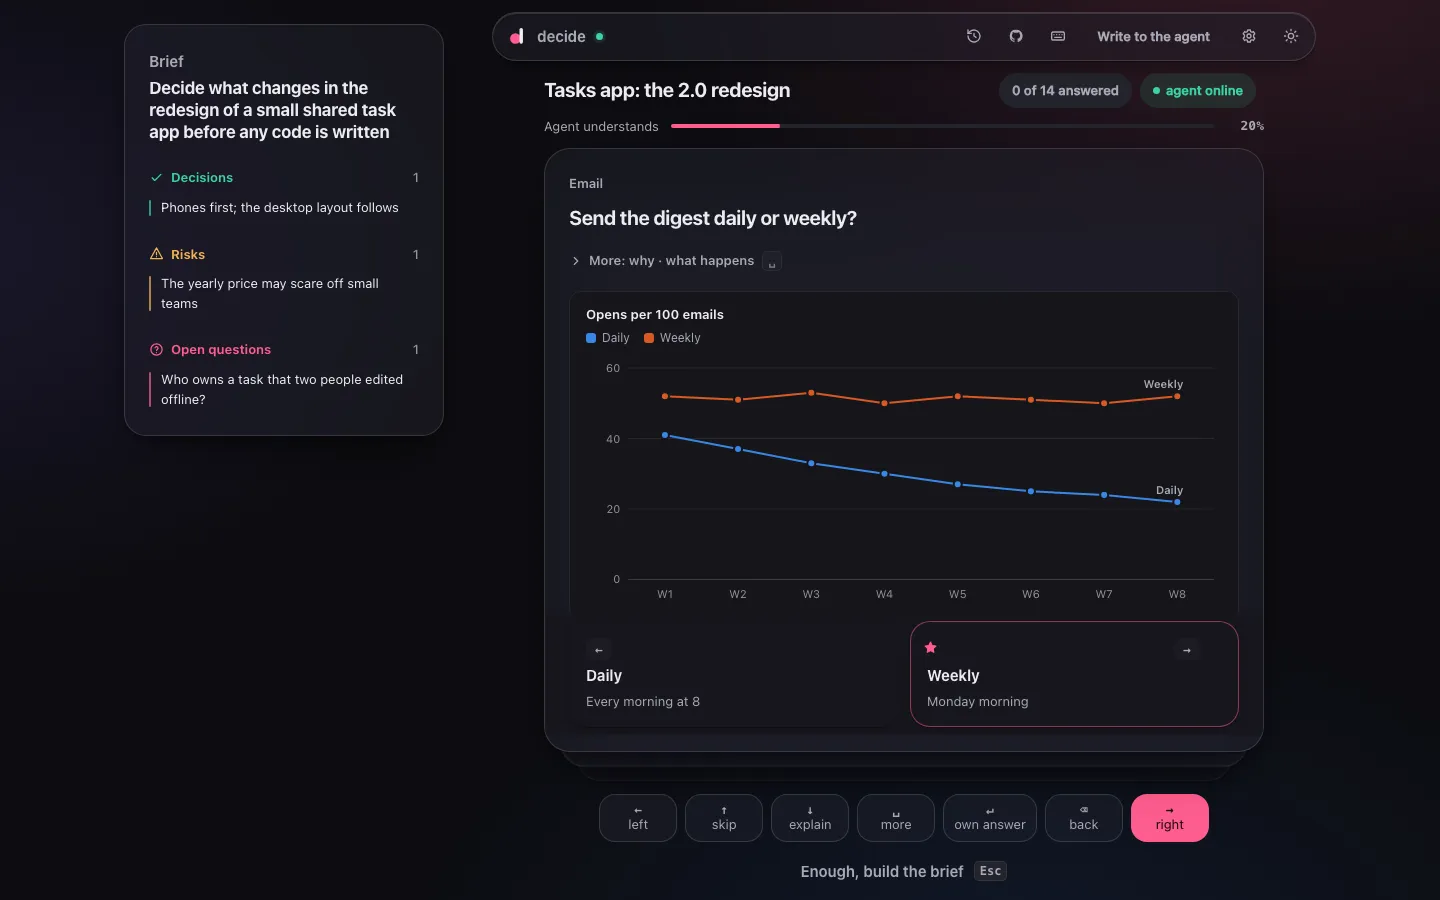 Brief
Decide what changes in the
redesign of a small shared task
app before any code is written
Decisions 1
Phones first; the desktop layout follows
Risks 1
The yearly price may scare off small
teams
Open questions 1
Who owns a task that two people edited
offline?
decide
Write to the agent
Tasks app: the 2.0 redesign
0 of 14 answered
agent online
Agent understands
20%
Email
Send the digest daily or weekly?
More: why · what happens ␣
Opens per 100 emails
Daily Weekly
60
40
20
0
Weekly
Daily
W1 W2 W3 W4 W5 W6 W7 W8
←
Daily
Every morning at 8
→
Weekly
Monday morning
← left
↑ skip
↓ explain
␣ more
↵ own answer
⌫ back
→ right
Enough, build the brief Esc